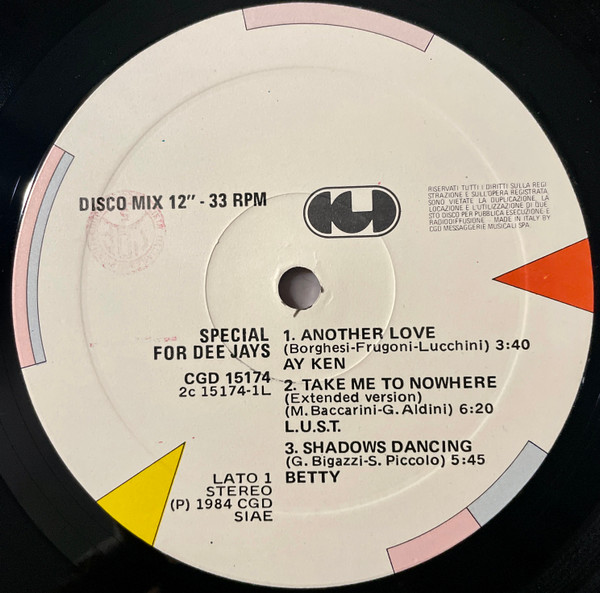 DISCO MIX 12" - 33 RPM
CGD
RISERVATI TUTTI I DIRITTI SULLA REGI
STRAZIONE E SULL'OPERA REGISTRATA,
SONO VIETATE LA DUPLICAZIONE, LA
LOCAZIONE E L'UTILIZZAZIONE DI QUE-
STO DISCO PER PUBBLICA ESECUZIONE E
RADIODIFFUSIONE - MADE IN ITALY BY
CGD MESSAGGERIE MUSICALI SPA.
SPECIAL
FOR DEE JAYS
CGD 15174
2c 15174-1L
1. ANOTHER LOVE
(Borghesi-Frugoni-Lucchini) 3:40
AY KEN
2. TAKE ME TO NOWHERE
(Extended version)
(M. Baccarini-G. Aldini) 6:20
L.U.S.T.
3. SHADOWS DANCING
(G. Bigazzi-S. Piccolo) 5:45
BETTY
LATO 1
STEREO
(P) 1984 CGD
SIAE